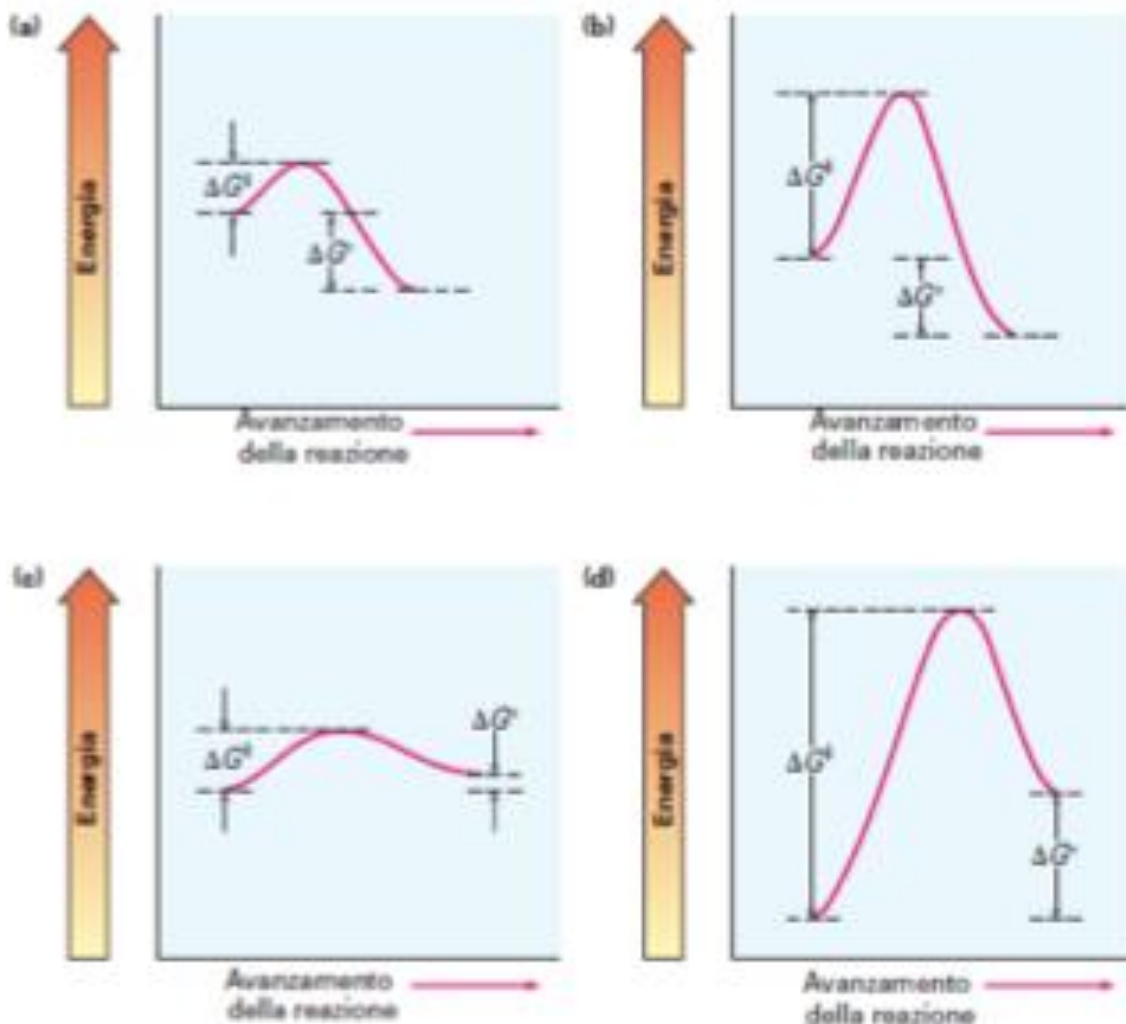 (a)
Energia
ΔG‡
ΔG°
Avanzamento
della reazione
(b)
Energia
ΔG‡
ΔG°
Avanzamento
della reazione
(c)
Energia
ΔG‡
ΔG°
Avanzamento
della reazione
(d)
Energia
ΔG‡
ΔG°
Avanzamento
della reazione